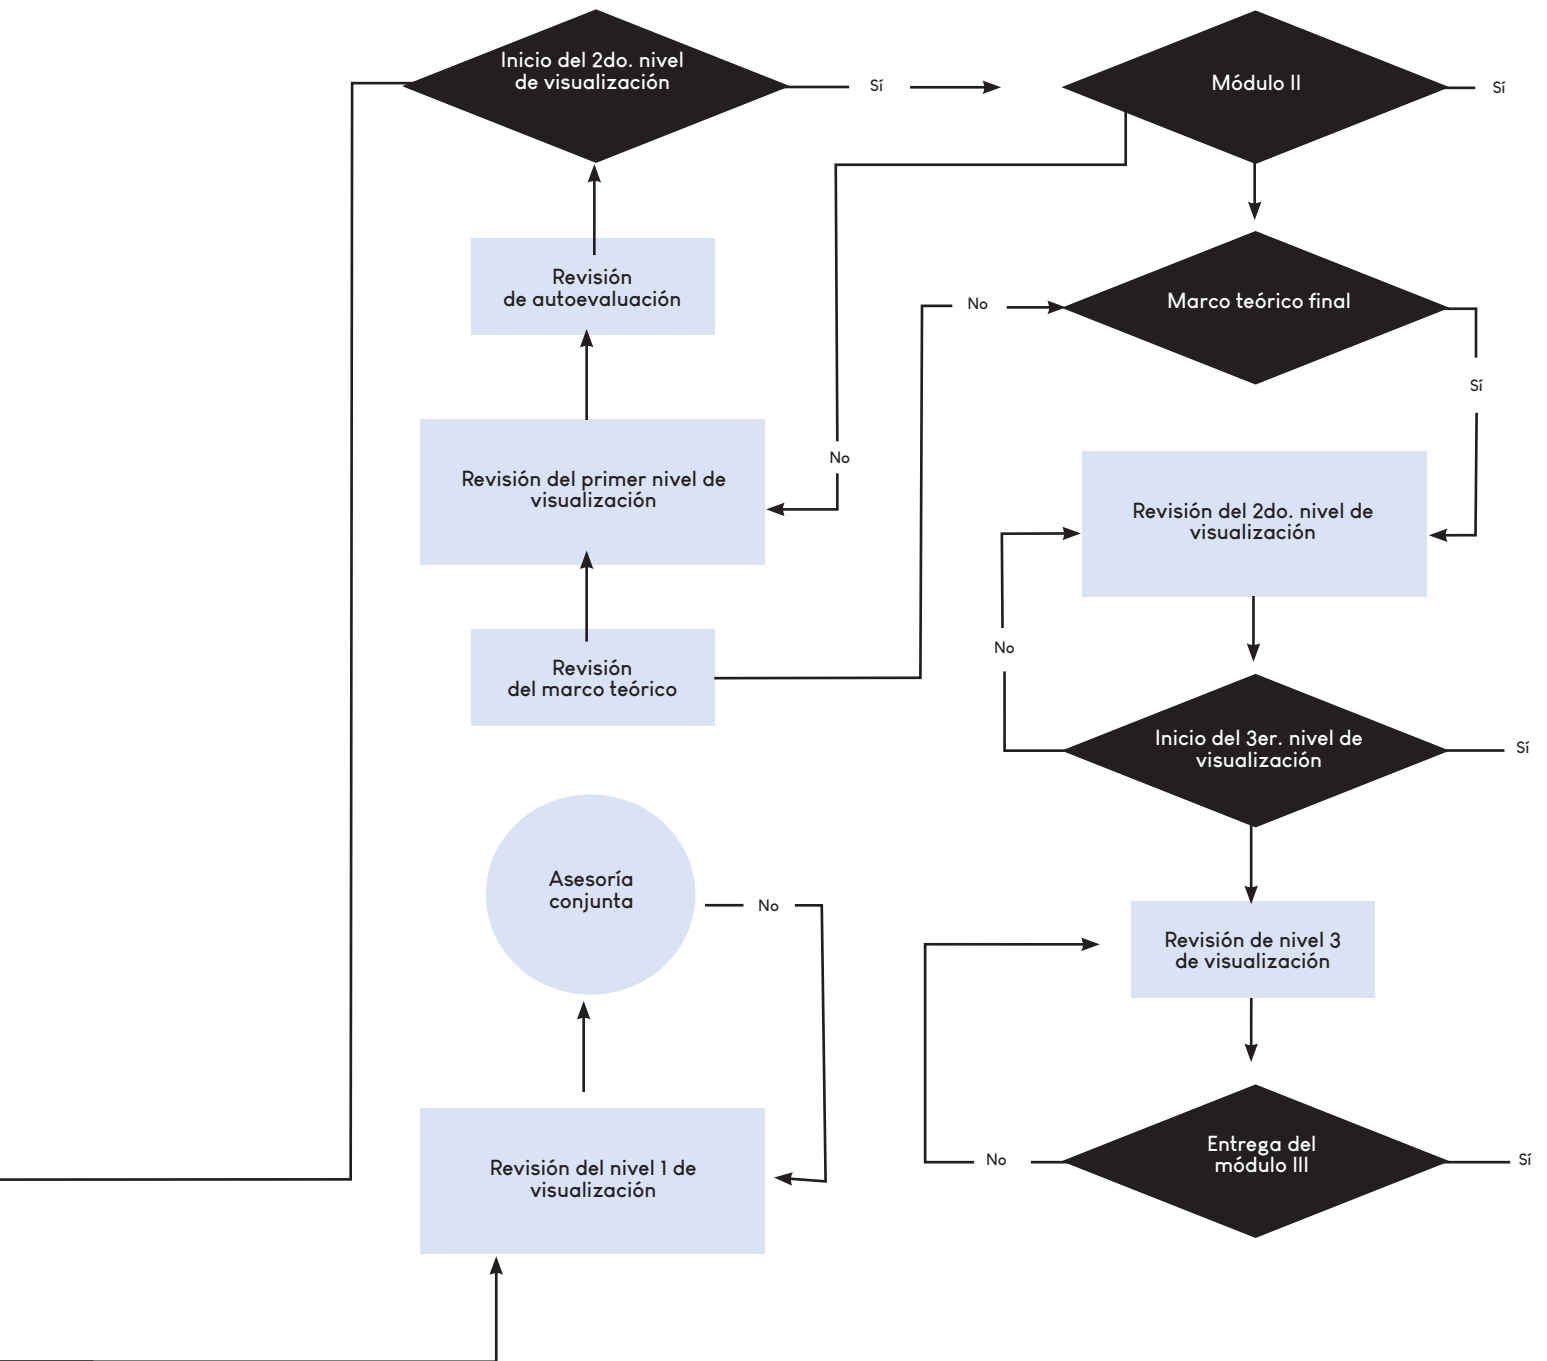 Inicio del 2do. nivel
de visualización
Sí
Módulo II
Sí
Revisión
de autoevaluación
No
Marco teórico final
Sí
Revisión del primer nivel de
visualización
No
Revisión del 2do. nivel de
visualización
No
Revisión
del marco teórico
Inicio del 3er. nivel de
visualización
Sí
Asesoría
conjunta
No
Revisión de nivel 3
de visualización
Revisión del nivel 1 de
visualización
No
Entrega del
módulo III
Sí